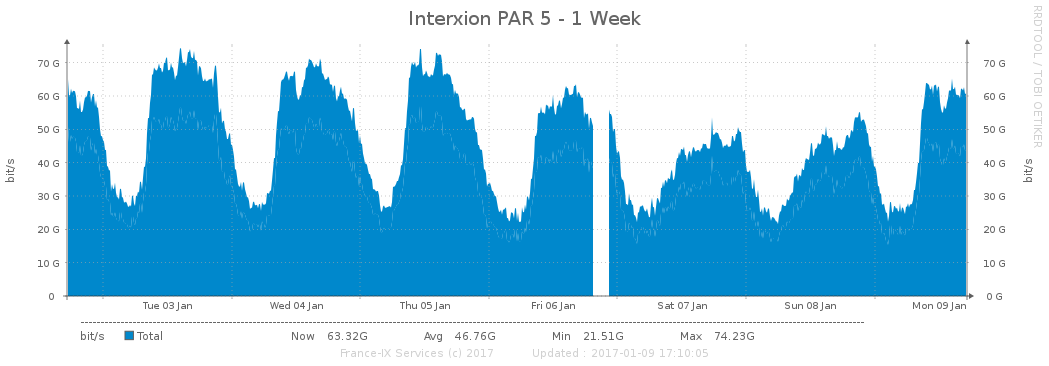 Interxion PAR 5 - 1 Week
RRDTOOL / TOBI OETIKER
bit/s
70 G 70 G
60 G 60 G
50 G 50 G
40 G 40 G
30 G 30 G
20 G 20 G
10 G 10 G
0 0 G
bit/s
Tue 03 Jan Wed 04 Jan Thu 05 Jan Fri 06 Jan Sat 07 Jan Sun 08 Jan Mon 09 Jan
bit/s Total Now 63.32G Avg 46.76G Min 21.51G Max 74.23G
France-IX Services (c) 2017 Updated : 2017-01-09 17:10:05